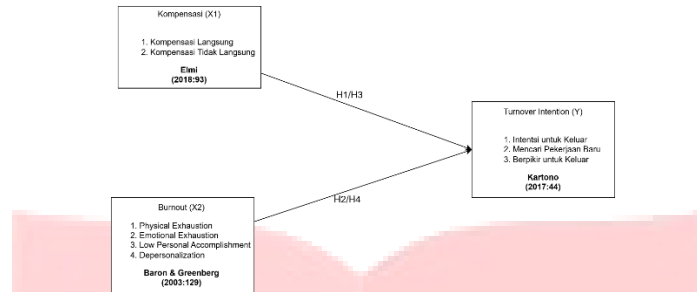 Kompensasi (X1)
1. Kompensasi Langsung
2. Kompensasi Tidak Langsung
Elmi
(2018:93)
H1/H3
Turnover Intention (Y)
1. Intentsi untuk Keluar
2. Mencari Pekerjaan Baru
3. Berpikir untuk Keluar
Kartono
(2017:44)
H2/H4
Burnout (X2)
1. Physical Exhaustion
2. Emotional Exhaustion
3. Low Personal Accomplishment
4. Depersonalization
Baron & Greenberg
(2003:129)